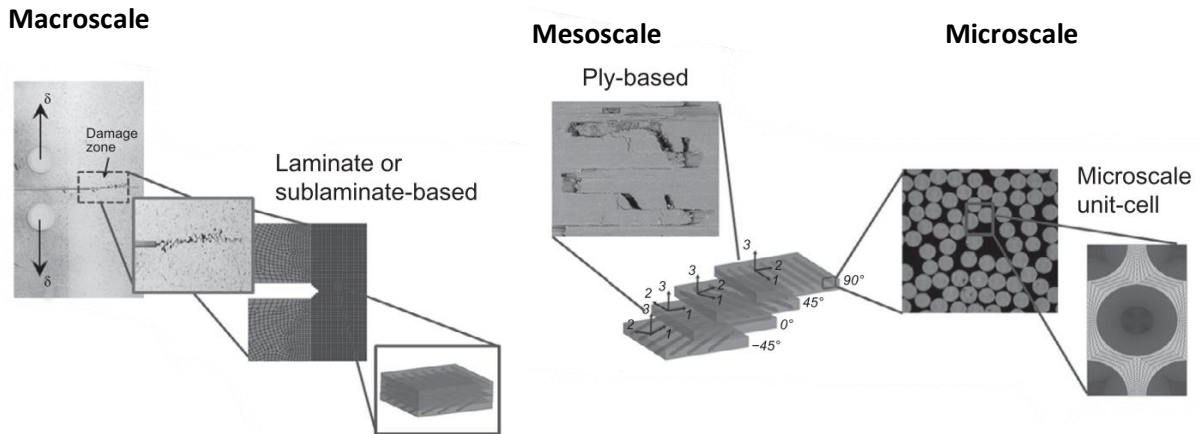 Macroscale
δ
Damage
zone
δ
Laminate or
sublaminate-based
Mesoscale
Ply-based
3
2
1
90°
3
2
1
45°
3
2
1
0°
3
2
1
−45°
Microscale
Microscale
unit-cell